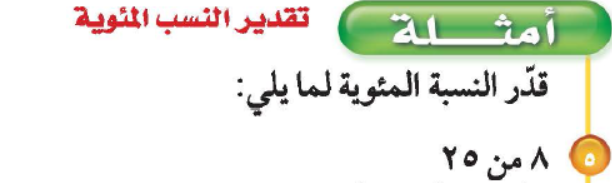 أمثلة تقدير النسب المئوية
قدّر النسبة المئوية لما يلي:
٥ ٨ من ٢٥